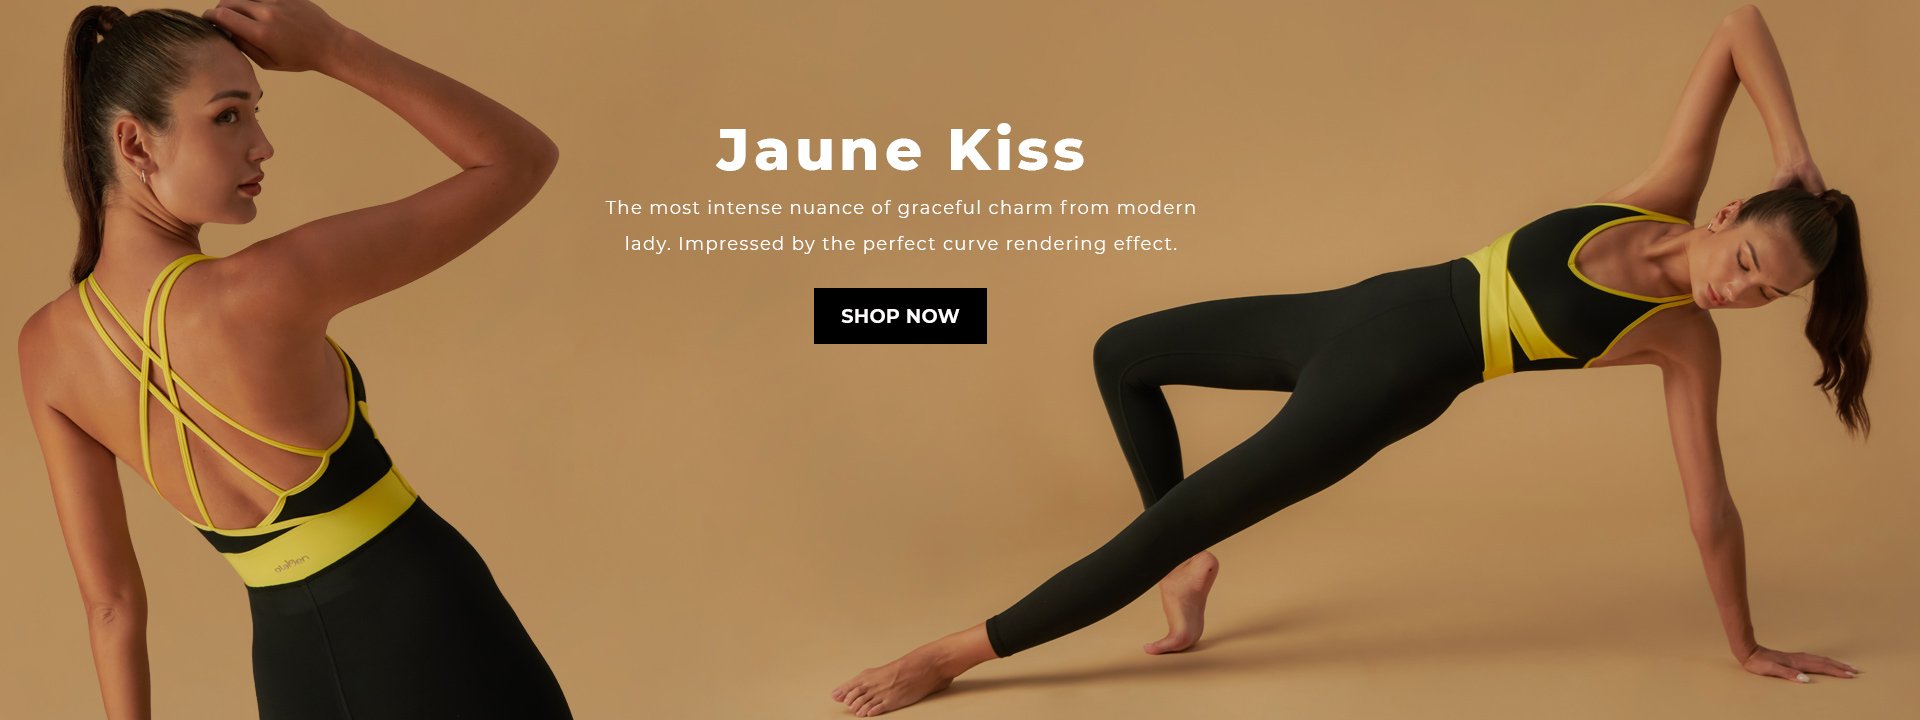 Jaune Kiss
The most intense nuance of graceful charm from modern
lady. Impressed by the perfect curve rendering effect.
SHOP NOW